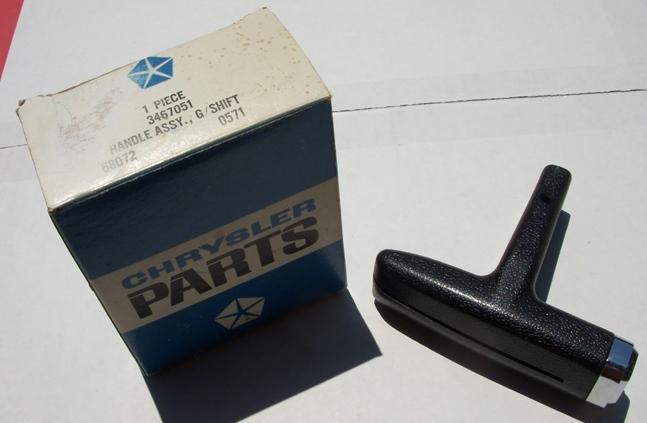 1 PIECE
3467051
HANDLE ASSY., G/SHIFT
68072 0571
CHRYSLER
PARTS